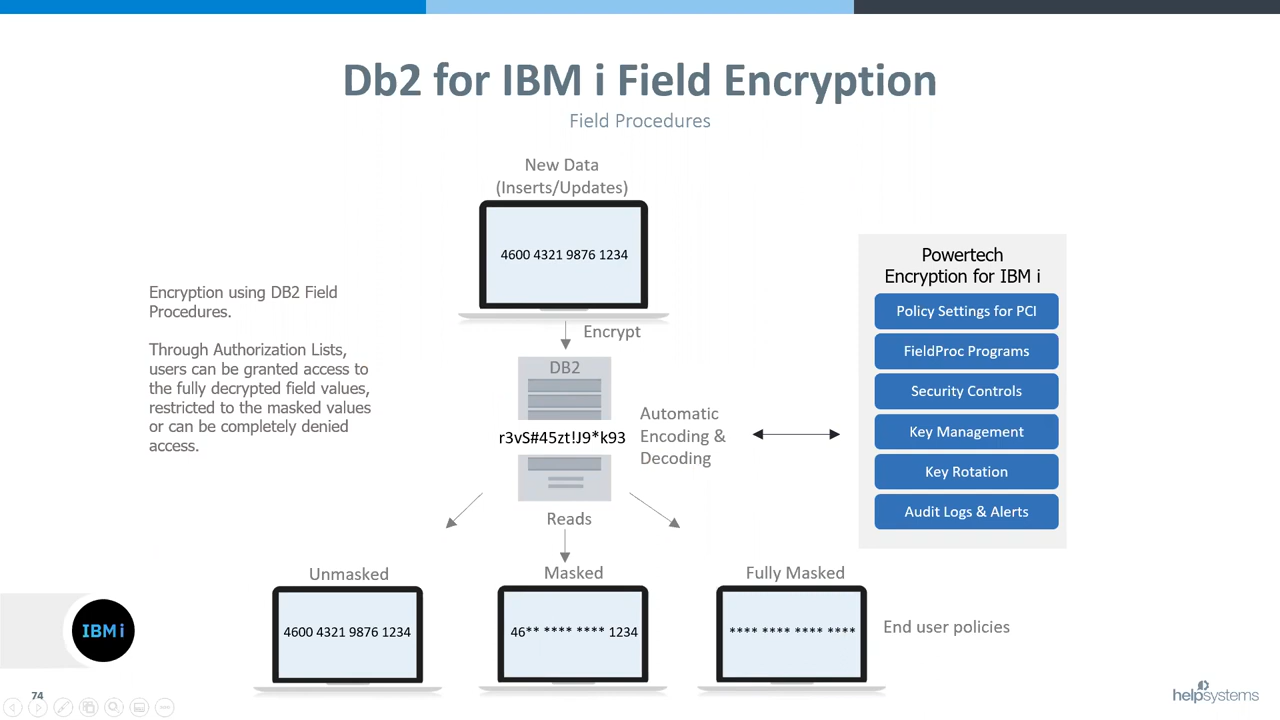 Db2 for IBM i Field Encryption
Field Procedures
New Data
(Inserts/Updates)
4600 4321 9876 1234
Encryption using DB2 Field
Procedures.
Through Authorization Lists,
users can be granted access to
the fully decrypted field values,
restricted to the masked values
or can be completely denied
access.
Encrypt
DB2
r3vS#45zt!J9*k93
Automatic
Encoding &
Decoding
Powertech
Encryption for IBM i
Policy Settings for PCI
FieldProc Programs
Security Controls
Key Management
Key Rotation
Audit Logs & Alerts
Reads
Unmasked
4600 4321 9876 1234
Masked
46** **** **** 1234
Fully Masked
**** **** **** ****
End user policies
IBM i
74
helpsystems